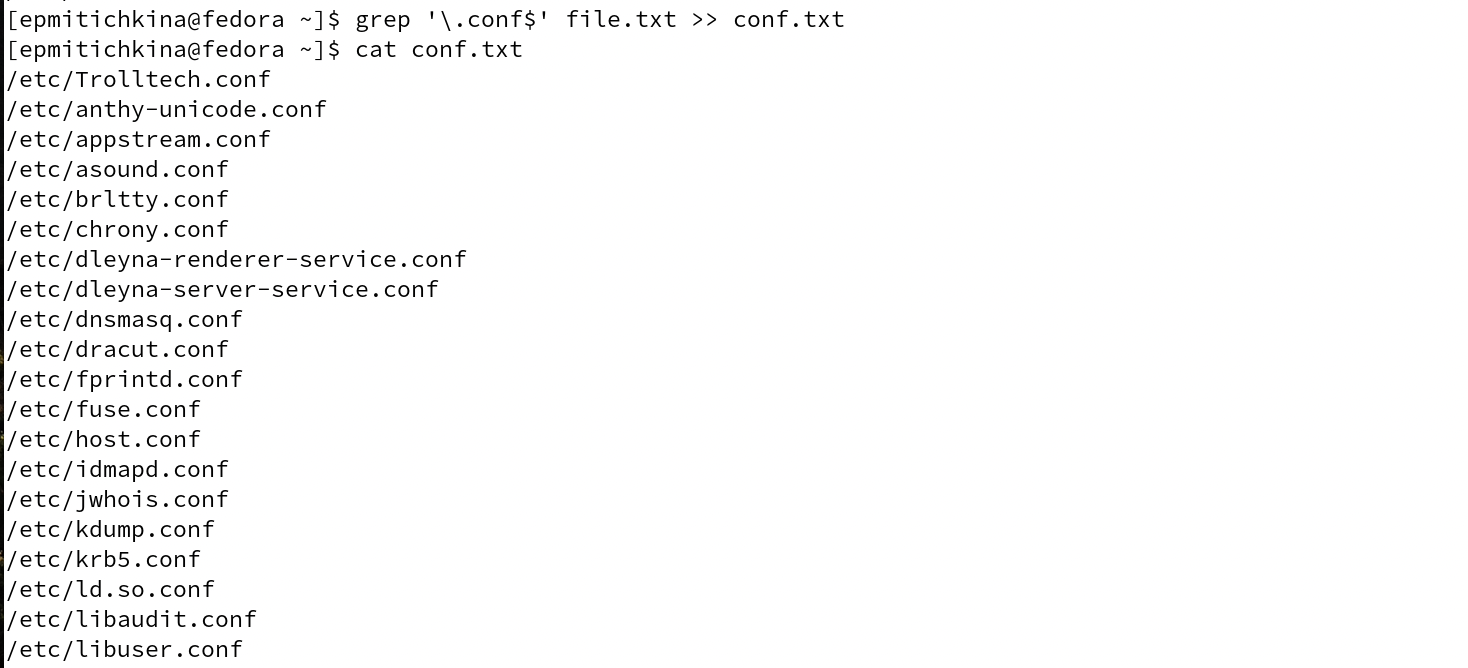 [epmitichkina@fedora ~]$ grep '\.conf$' file.txt >> conf.txt
[epmitichkina@fedora ~]$ cat conf.txt
/etc/Trolltech.conf
/etc/anthy-unicode.conf
/etc/appstream.conf
/etc/asound.conf
/etc/brltty.conf
/etc/chrony.conf
/etc/dleyna-renderer-service.conf
/etc/dleyna-server-service.conf
/etc/dnsmasq.conf
/etc/dracut.conf
/etc/fprintd.conf
/etc/fuse.conf
/etc/host.conf
/etc/idmapd.conf
/etc/jwhois.conf
/etc/kdump.conf
/etc/krb5.conf
/etc/ld.so.conf
/etc/libaudit.conf
/etc/libuser.conf